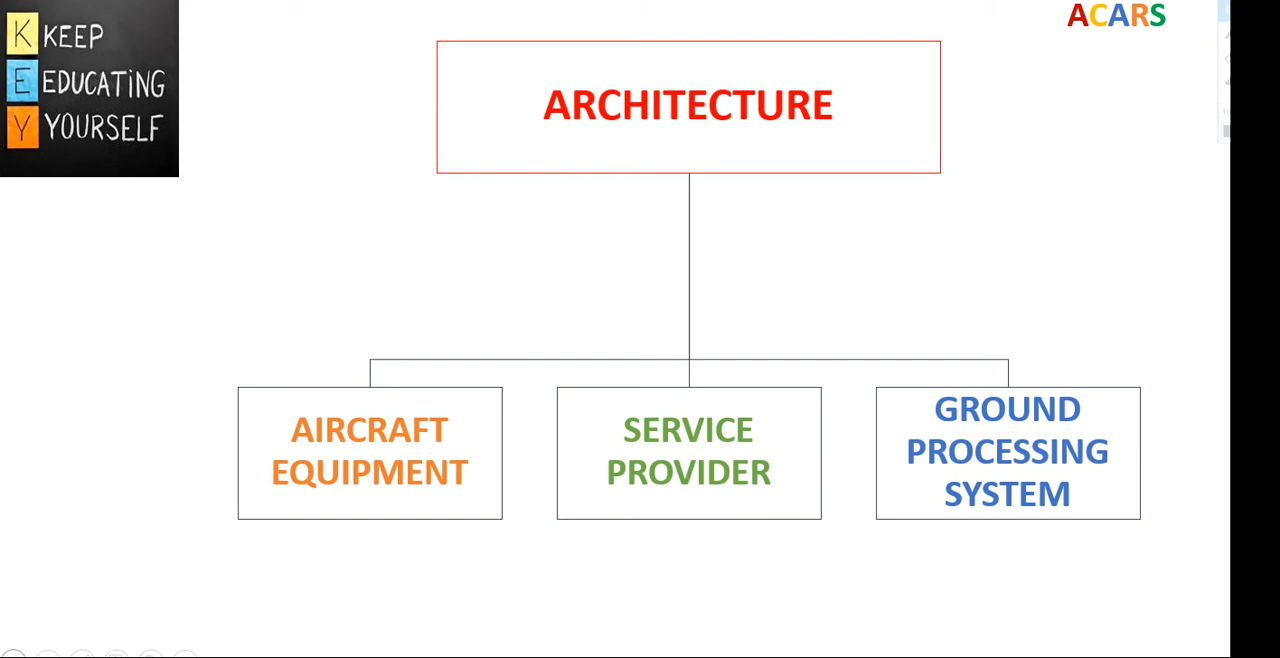 K KEEP
E EDUCATiNG
Y YOURSELF
ACARS
ARCHITECTURE
AIRCRAFT
EQUIPMENT
SERVICE
PROVIDER
GROUND
PROCESSING
SYSTEM